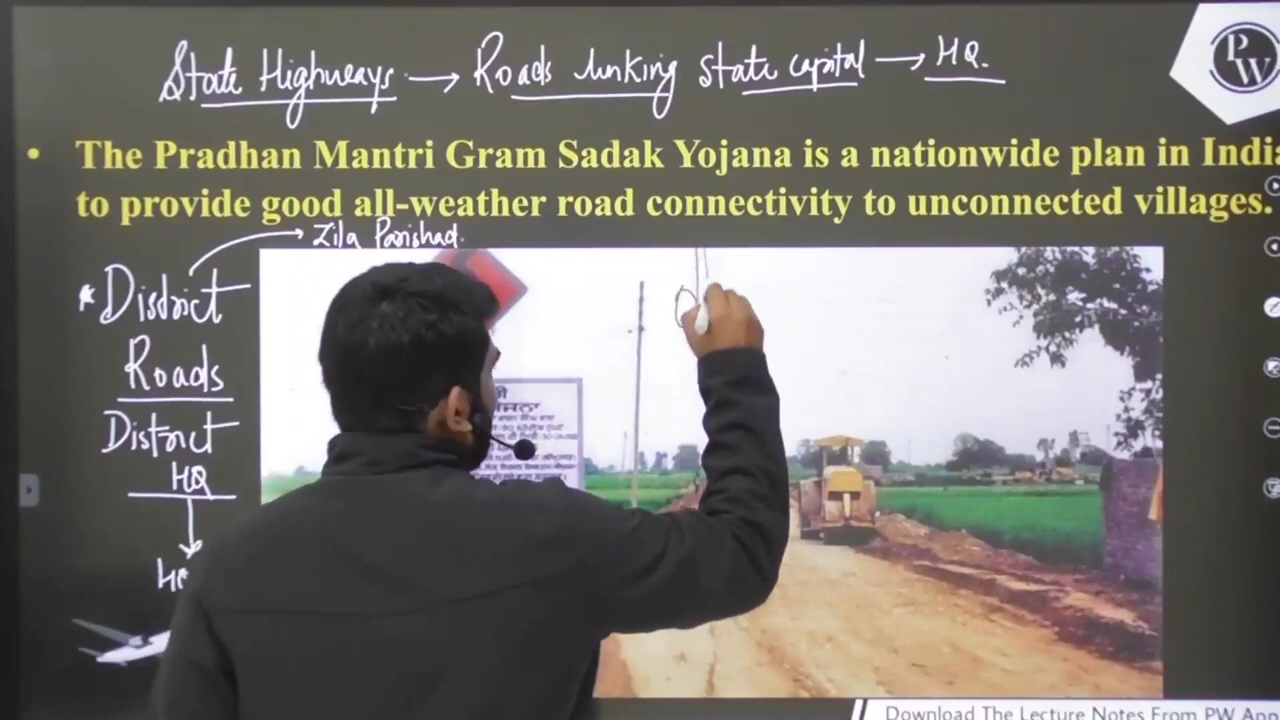 State Highways → Roads linking state capital → HQ.
PW
• The Pradhan Mantri Gram Sadak Yojana is a nationwide plan in India
to provide good all-weather road connectivity to unconnected villages.
→ Zila Parishad.
* District
Roads
District
HQ
↓
Download The Lecture Notes From PW App